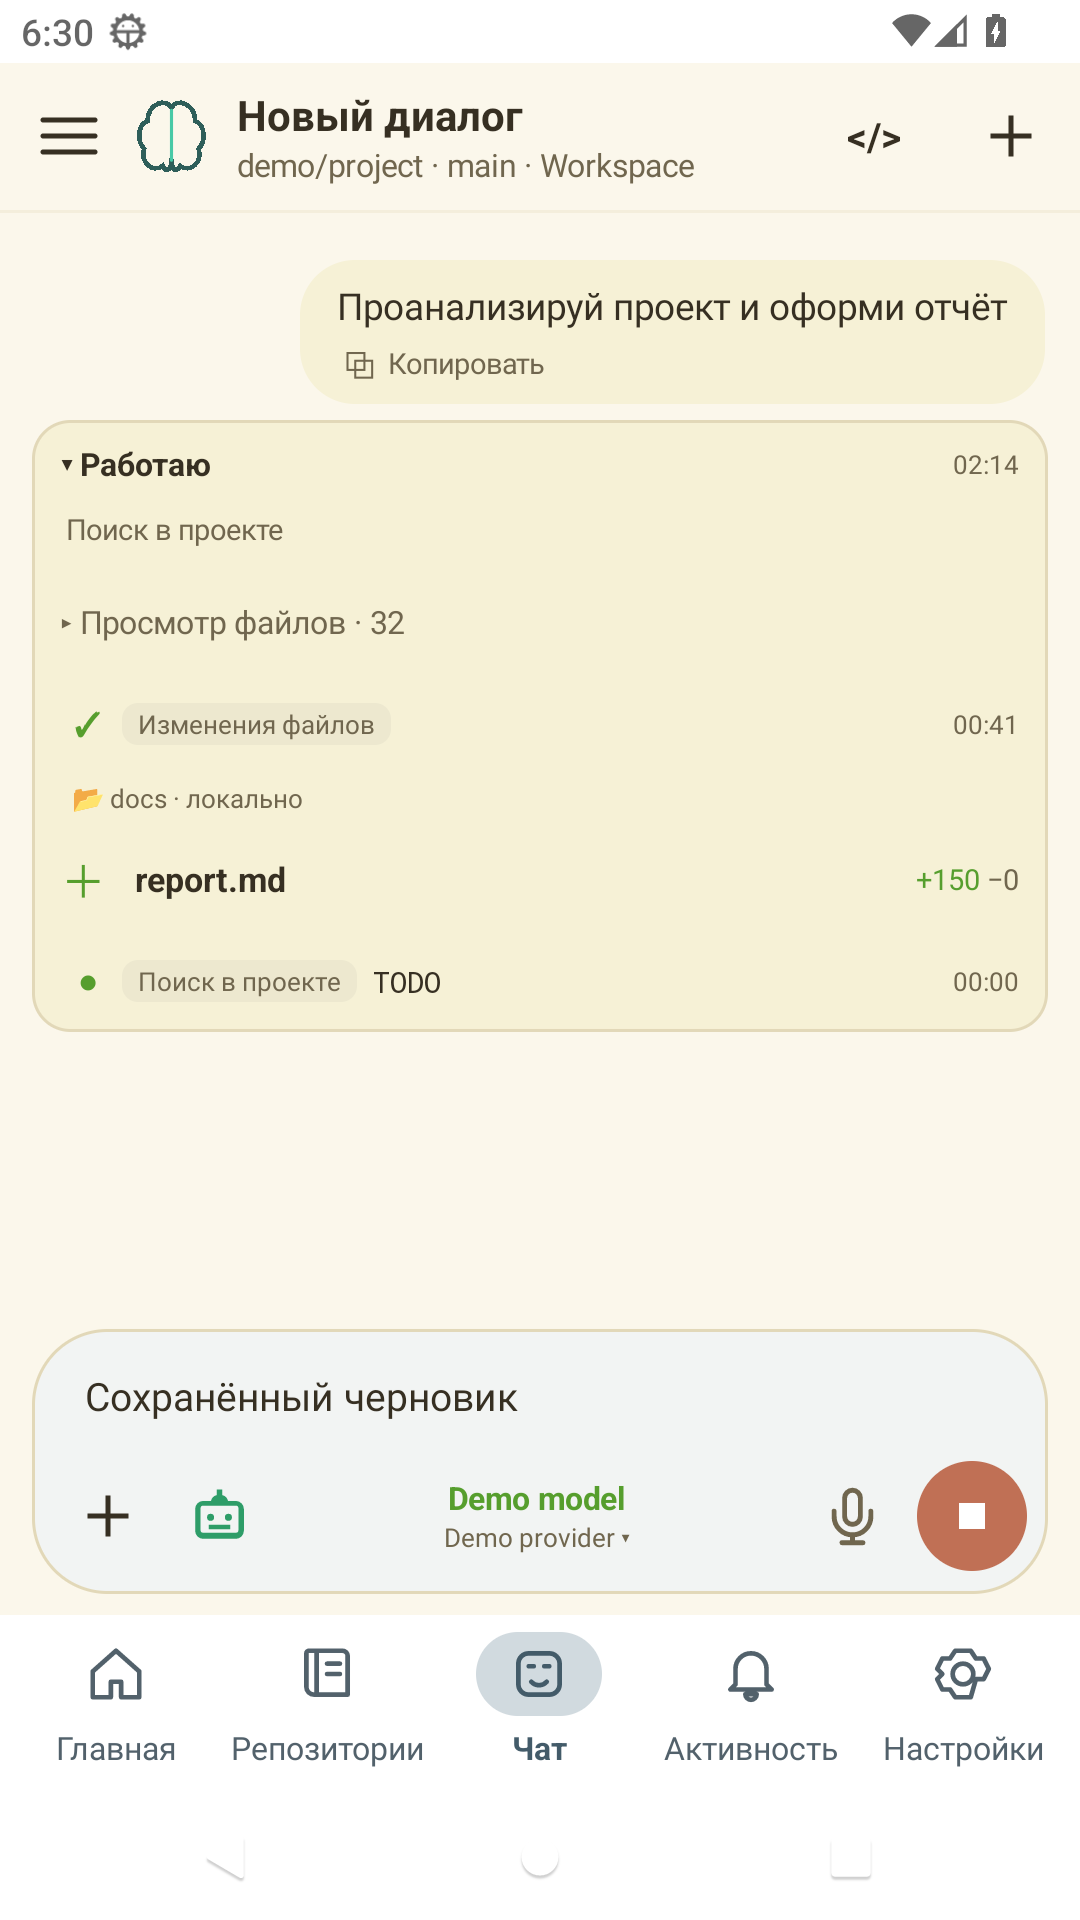 6:30
Новый диалог
demo/project · main · Workspace
</>
Проанализируй проект и оформи отчёт
Копировать
▾ Работаю 02:14
Поиск в проекте
▸ Просмотр файлов · 32
✓ Изменения файлов 00:41
docs · локально
report.md +150 −0
Поиск в проекте TODO 00:00
Сохранённый черновик
Demo model
Demo provider ▾
Главная Репозитории Чат Активность Настройки